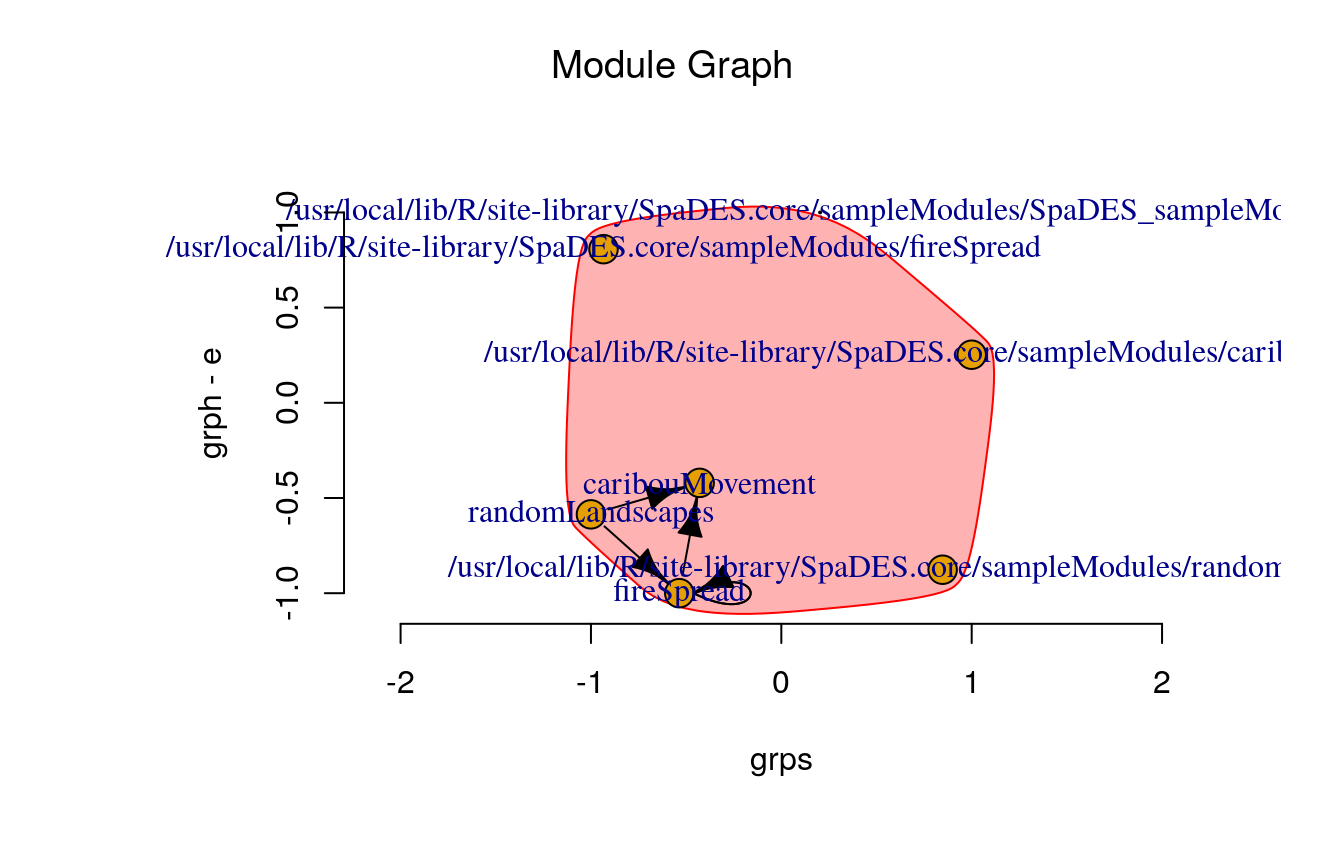 Module Graph
/usr/local/lib/R/site-library/SpaDES.core/sampleModules/SpaDES_sampleMo
/usr/local/lib/R/site-library/SpaDES.core/sampleModules/fireSpread
/usr/local/lib/R/site-library/SpaDES.core/sampleModules/carib
caribouMovement
randomLandscapes
/usr/local/lib/R/site-library/SpaDES.core/sampleModules/random
fireSpread
1.0
0.5
0.0
-0.5
-1.0
grph - e
-2 -1 0 1 2
grps